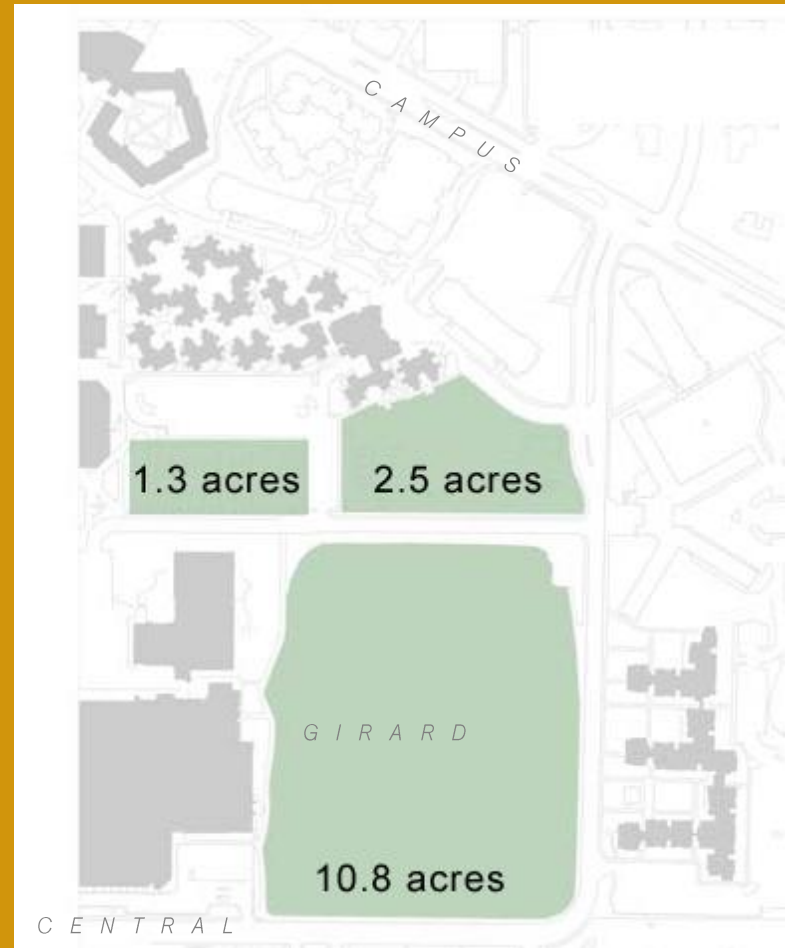 CAMPUS
1.3 acres
2.5 acres
GIRARD
10.8 acres
CENTRAL